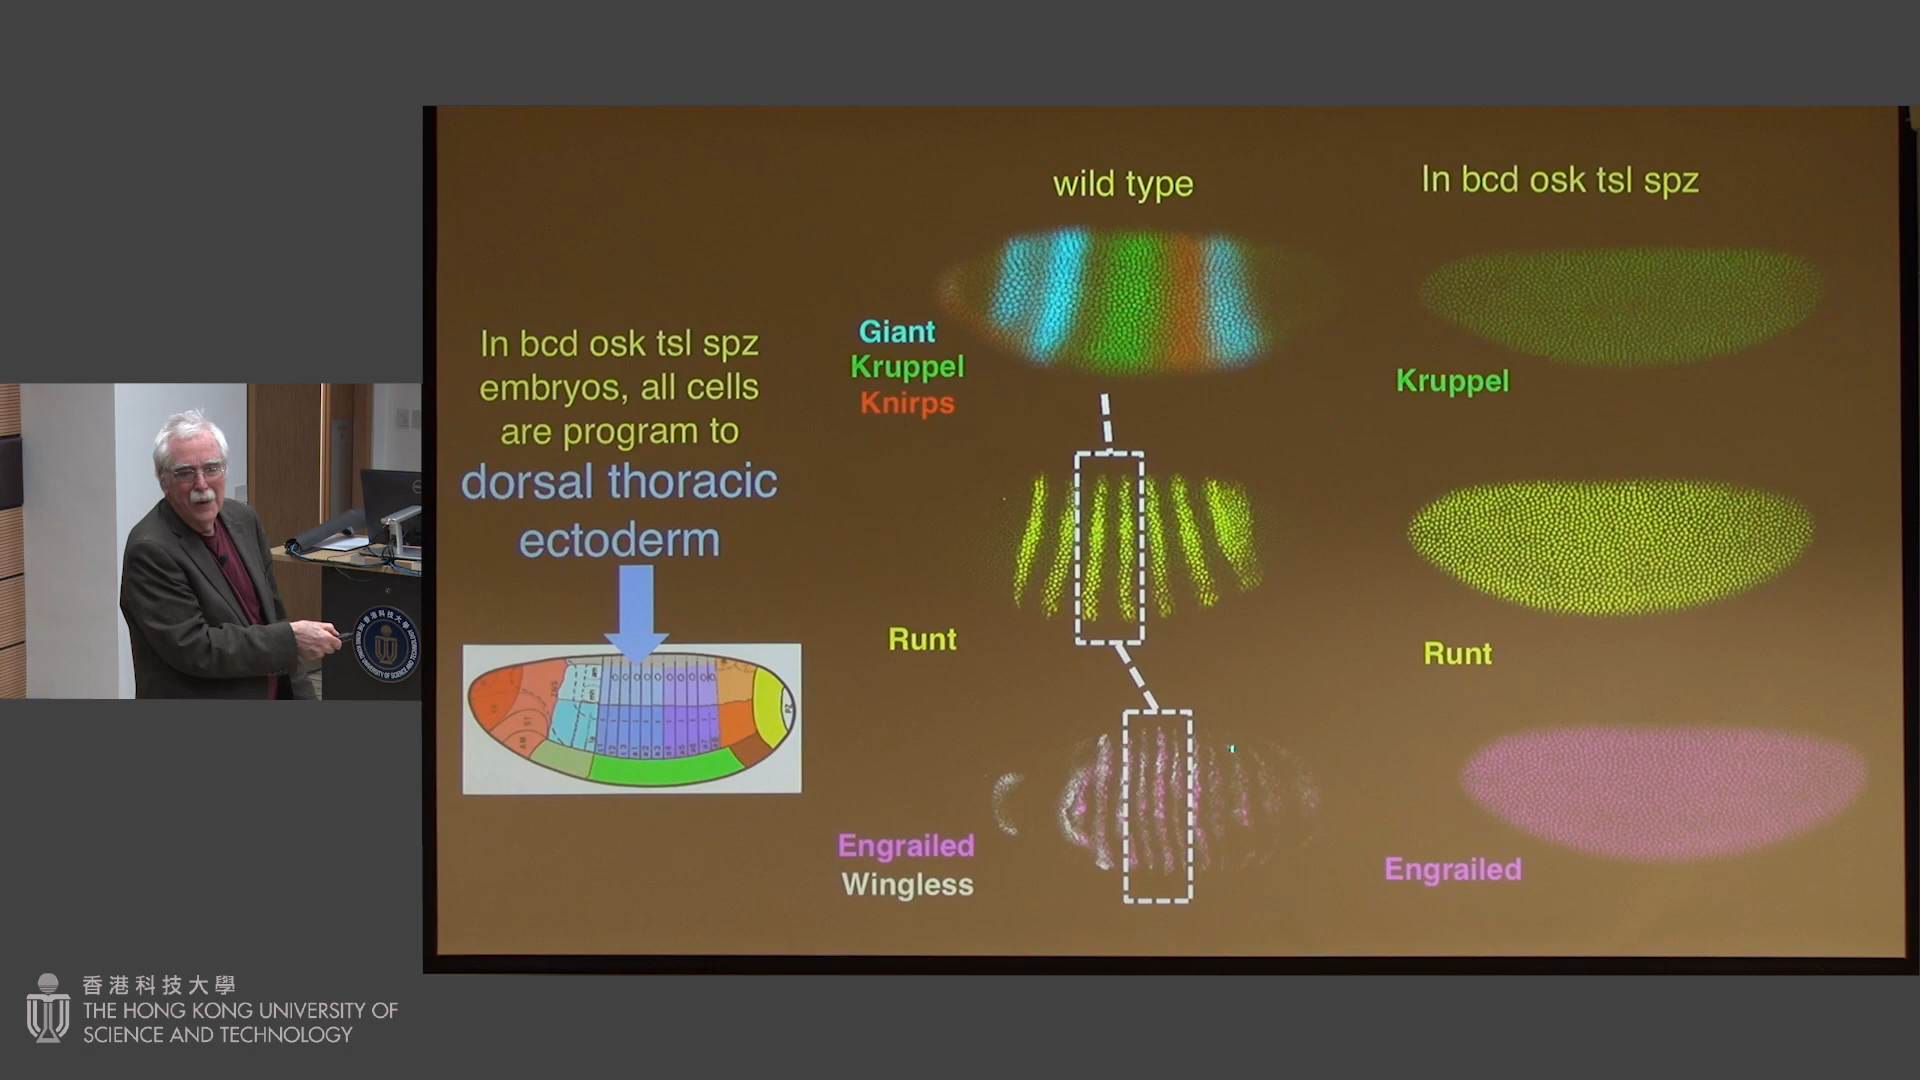 wild type
In bcd osk tsl spz
In bcd osk tsl spz
embryos, all cells
are program to
dorsal thoracic
ectoderm
Giant
Kruppel
Knirps
Kruppel
Runt
Runt
Engrailed
Wingless
Engrailed
香港科技大學
THE HONG KONG UNIVERSITY OF
SCIENCE AND TECHNOLOGY